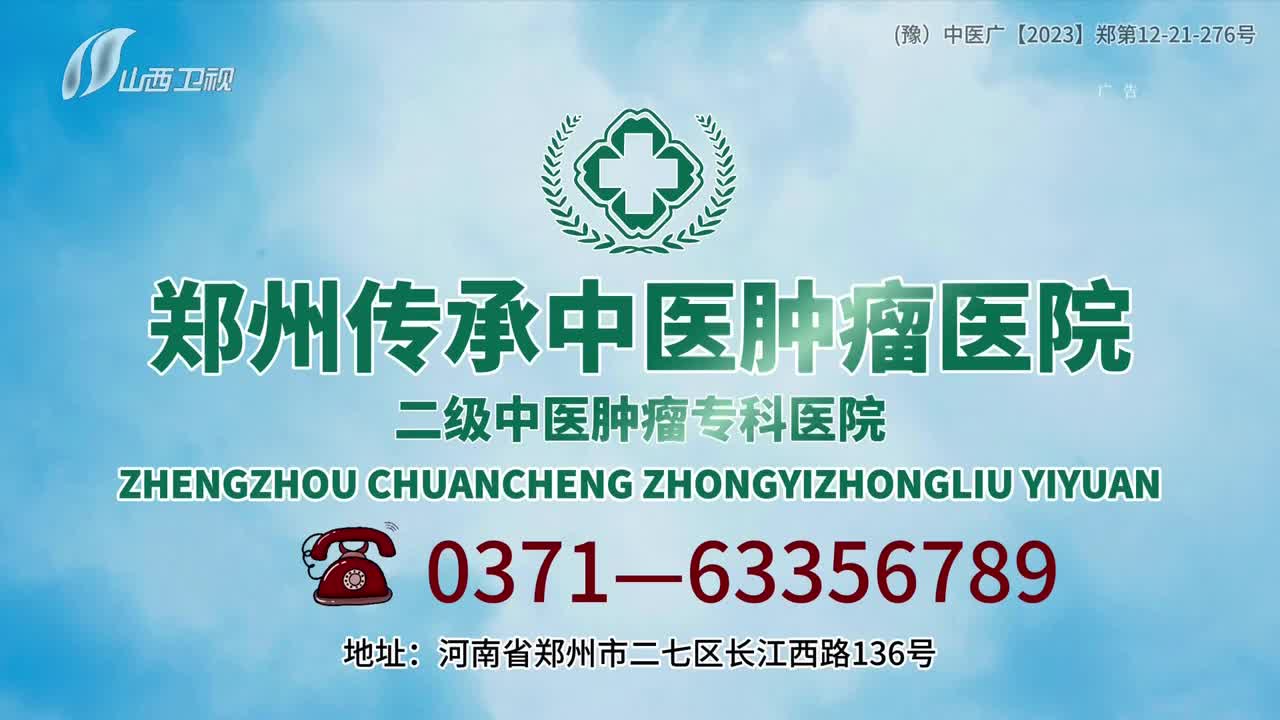 山西卫视
(豫）中医广【2023】郑第12-21-276号
广告
郑州传承中医肿瘤医院
二级中医肿瘤专科医院
ZHENGZHOU CHUANCHENG ZHONGYIZHONGLIU YIYUAN
0371—63356789
地址：河南省郑州市二七区长江西路136号